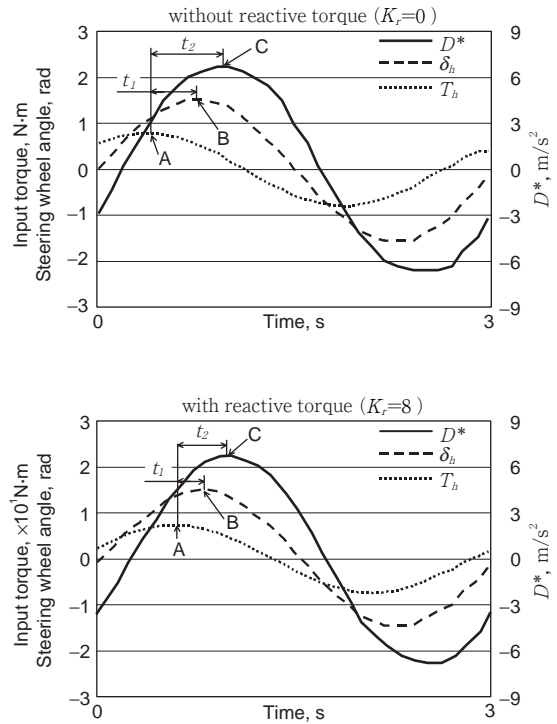 without reactive torque (Kr=0)
3
2
1
0
−1
−2
−3
Input torque, N·m
Steering wheel angle, rad
t2
t1
C
B
A
D*
δh
Th
9
6
3
0
−3
−6
−9
D*, m/s²
0
Time, s
3
with reactive torque (Kr=8)
3
2
1
0
−1
−2
−3
Input torque, ×10¹N·m
Steering wheel angle, rad
t2
t1
C
B
A
D*
δh
Th
9
6
3
0
−3
−6
−9
D*, m/s²
0
Time, s
3